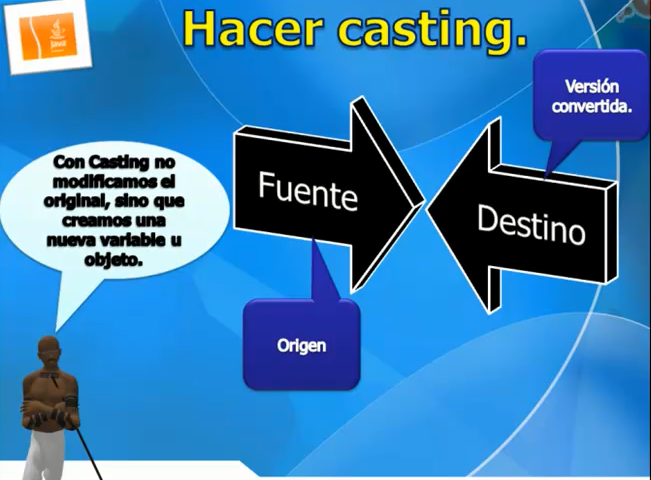 Hacer casting.
Java
Versión
convertida.
Con Casting no
modificamos el
original, sino que
creamos una
nueva variable u
objeto.
Fuente
Destino
Origen